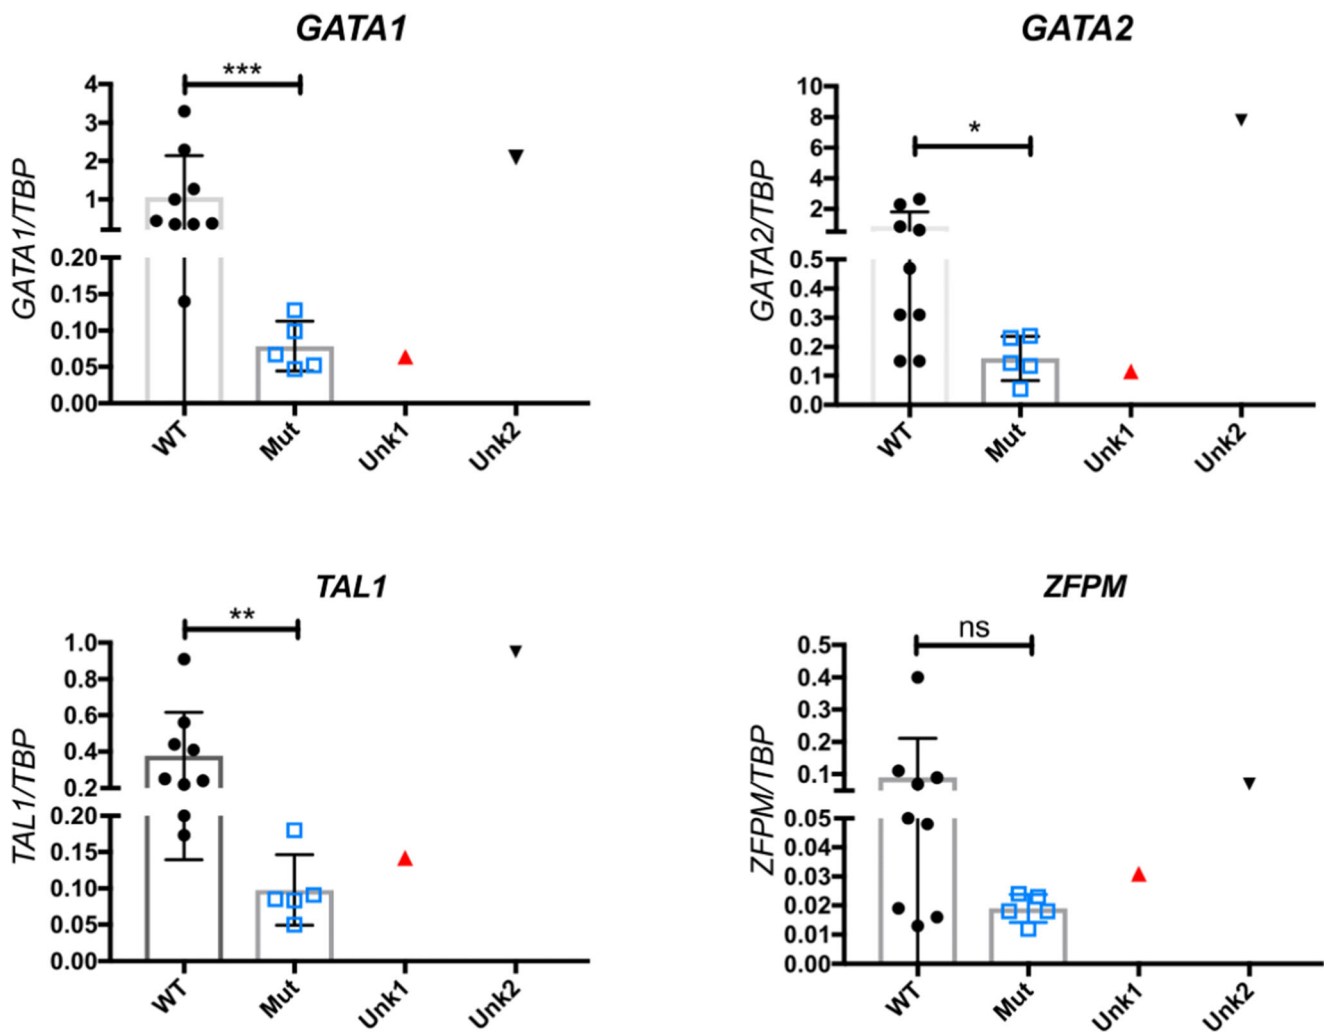 GATA1
***
4
3
2
1
0.20
0.15
0.10
0.05
0.00
GATA1/TBP
WT
Mut
Unk1
Unk2
GATA2
*
10
8
6
4
2
0.5
0.4
0.3
0.2
0.1
0.0
GATA2/TBP
WT
Mut
Unk1
Unk2
TAL1
**
1.0
0.8
0.6
0.4
0.2
0.20
0.15
0.10
0.05
0.00
TAL1/TBP
WT
Mut
Unk1
Unk2
ZFPM
ns
0.5
0.4
0.3
0.2
0.1
0.05
0.04
0.03
0.02
0.01
0.00
ZFPM/TBP
WT
Mut
Unk1
Unk2